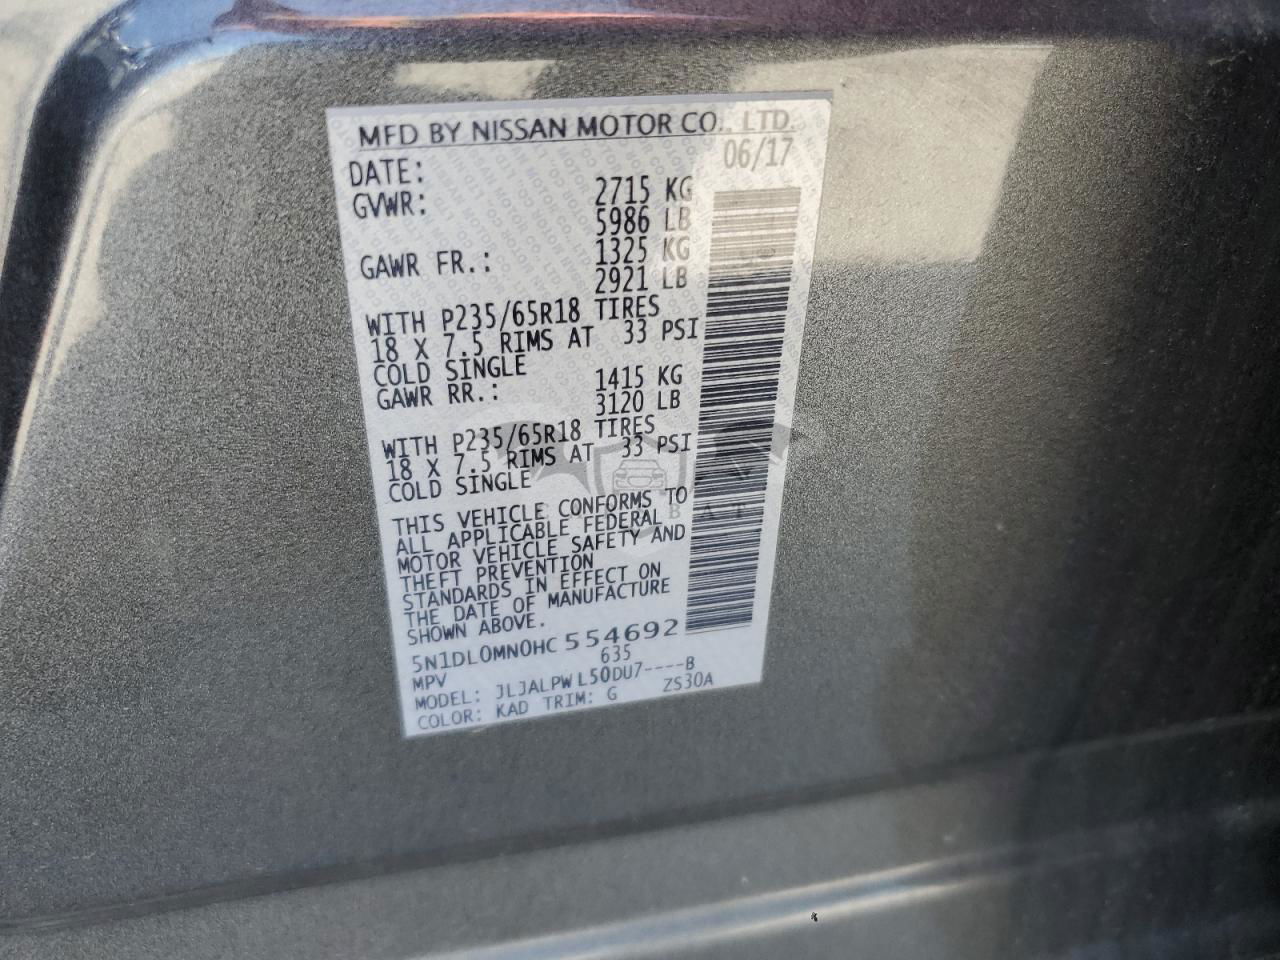 MFD BY NISSAN MOTOR CO., LTD.
DATE: 06/17
GVWR: 2715 KG
5986 LB
GAWR FR.: 1325 KG
2921 LB
WITH P235/65R18 TIRES
18 X 7.5 RIMS AT 33 PSI
COLD SINGLE
GAWR RR.: 1415 KG
3120 LB
WITH P235/65R18 TIRES
18 X 7.5 RIMS AT 33 PSI
COLD SINGLE
THIS VEHICLE CONFORMS TO
ALL APPLICABLE FEDERAL
MOTOR VEHICLE SAFETY AND
THEFT PREVENTION
STANDARDS IN EFFECT ON
THE DATE OF MANUFACTURE
SHOWN ABOVE.
5N1DL0MN0HC 554692
MPV 635
MODEL: JLJALPW L50DU7----B
COLOR: KAD TRIM: G ZS30A